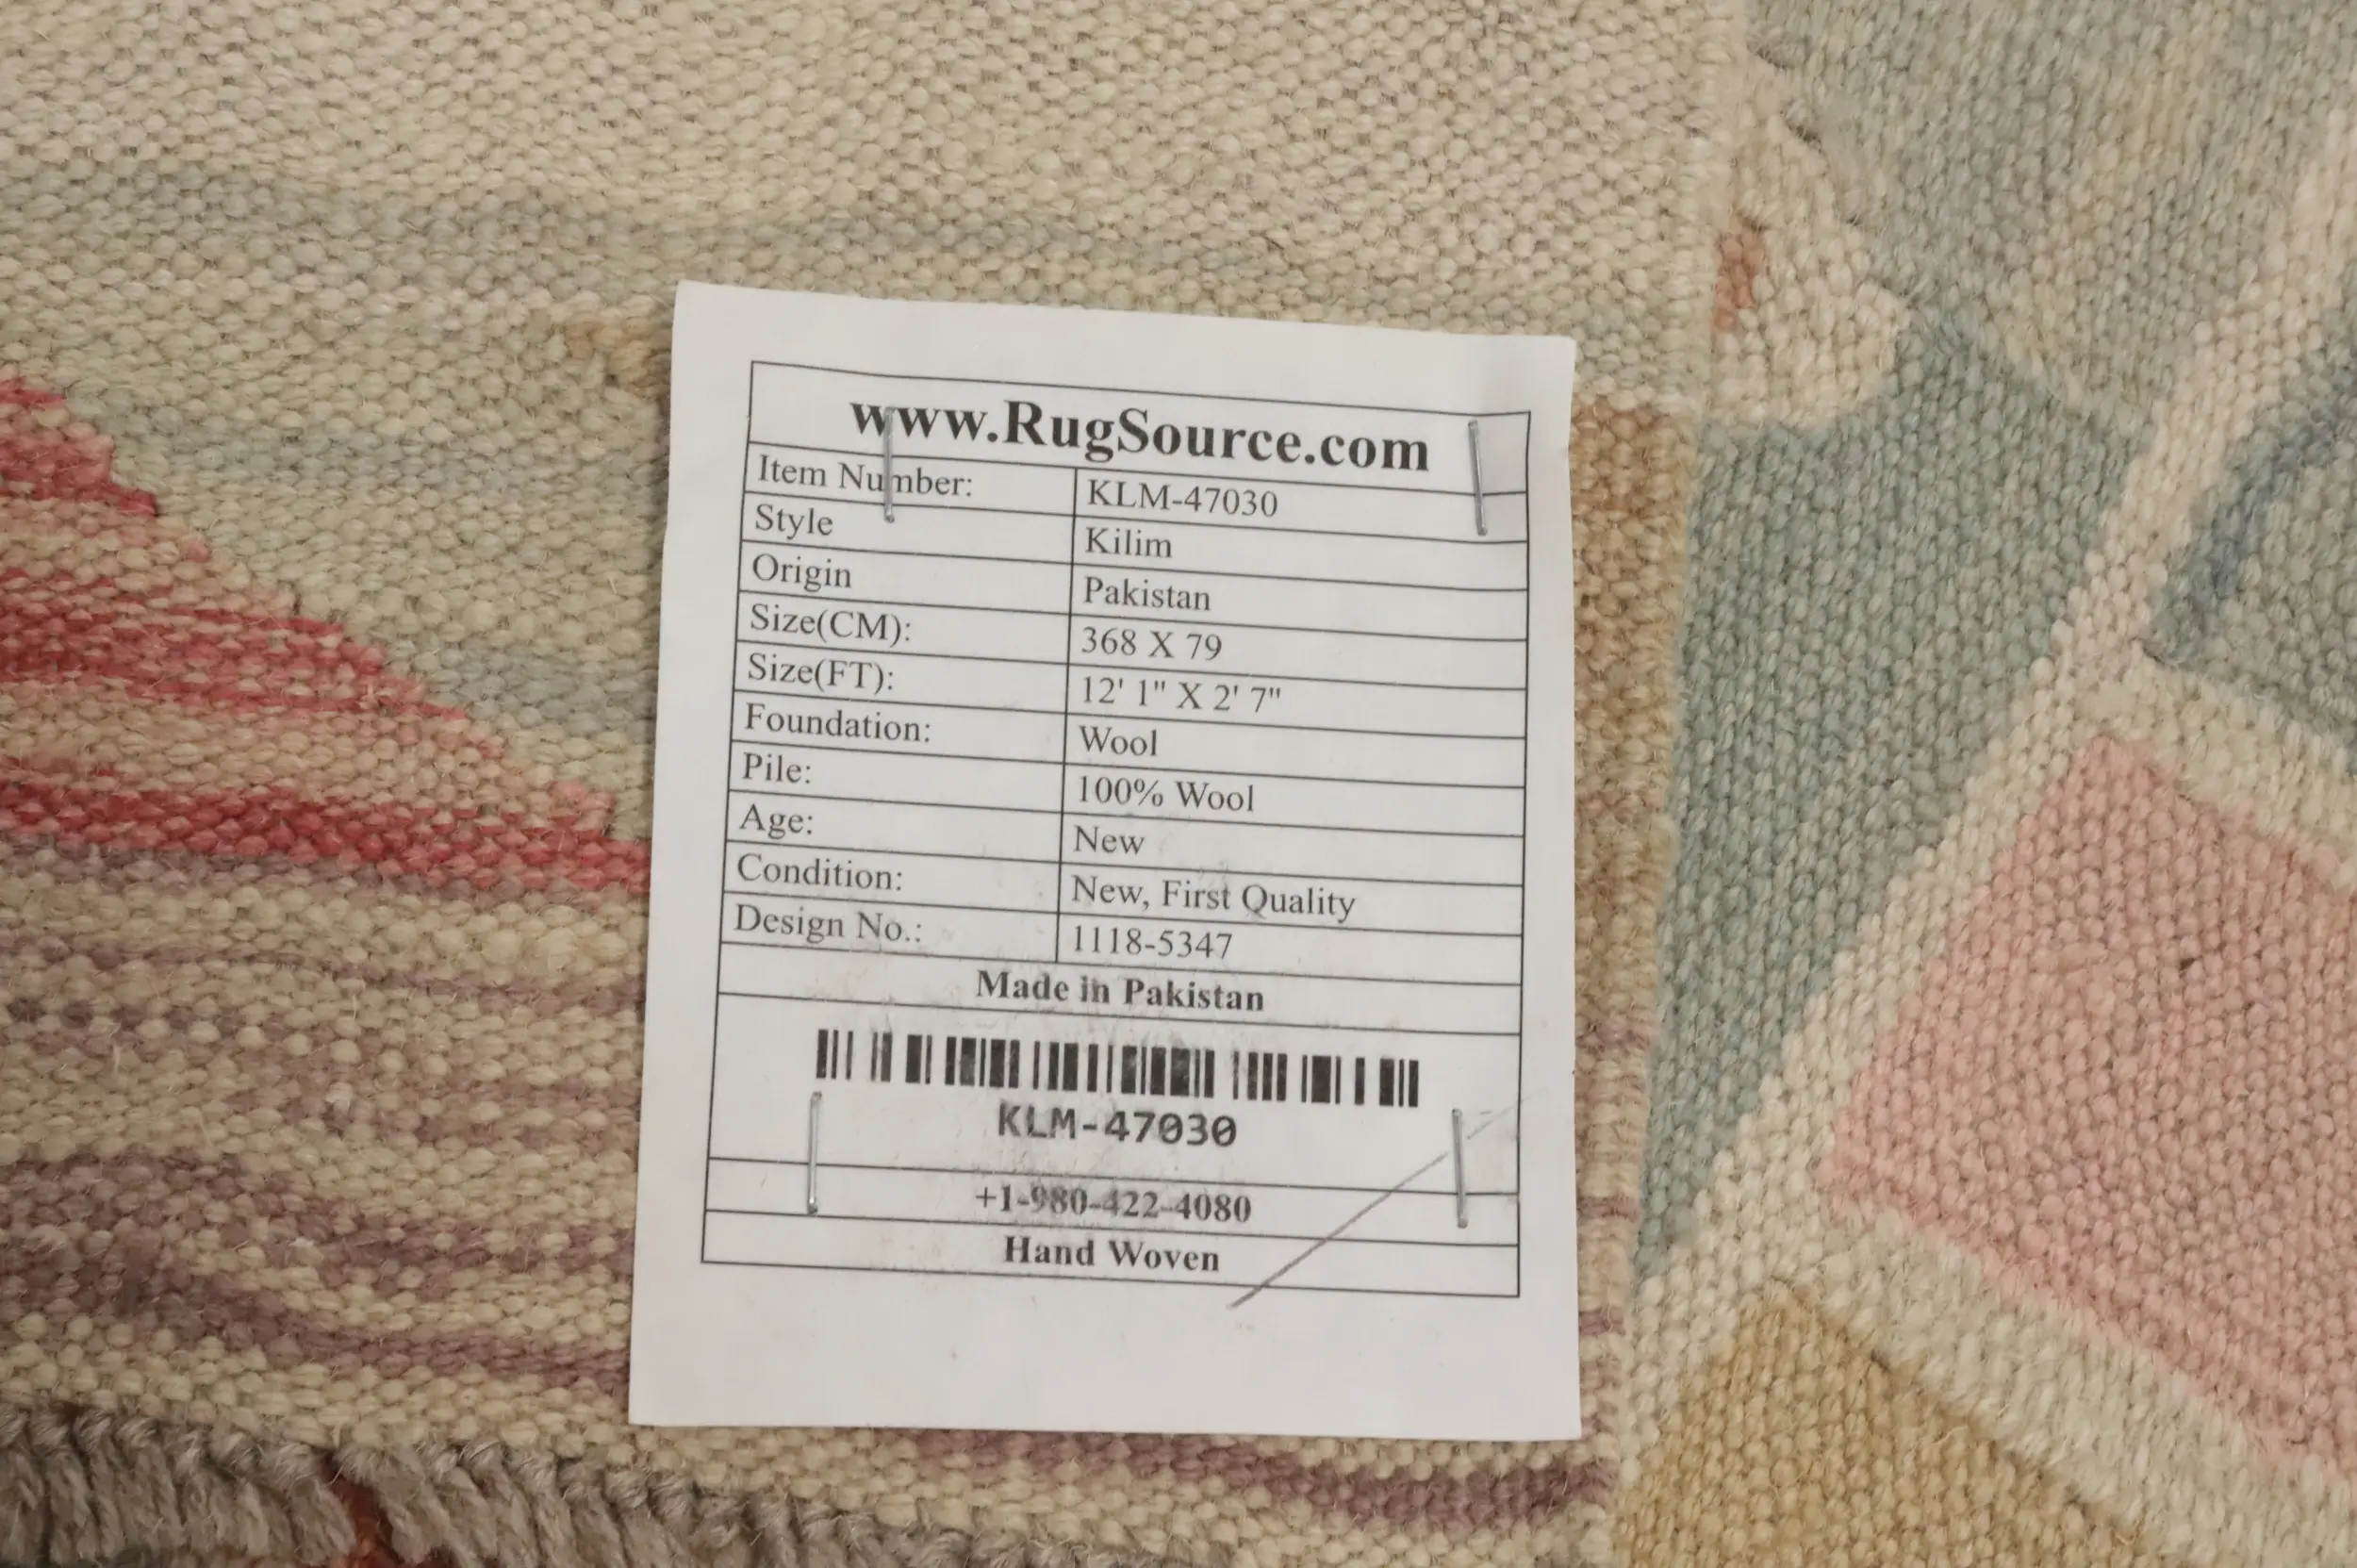 www.RugSource.com
Item Number: KLM-47030
Style Kilim
Origin Pakistan
Size(CM): 368 X 79
Size(FT): 12' 1" X 2' 7"
Foundation: Wool
Pile: 100% Wool
Age: New
Condition: New, First Quality
Design No.: 1118-5347
Made in Pakistan
KLM-47030
+1-980-422-4080
Hand Woven